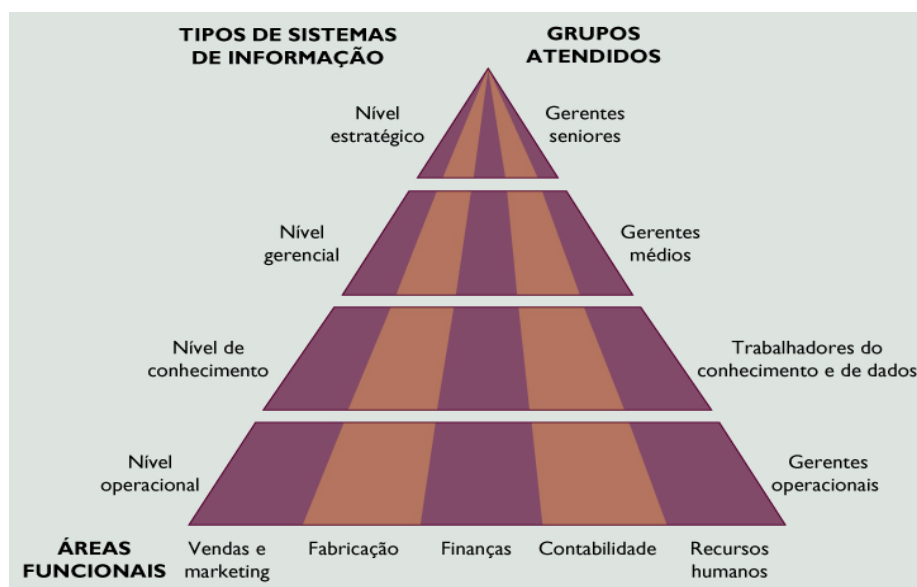 TIPOS DE SISTEMAS
DE INFORMAÇÃO
GRUPOS
ATENDIDOS
Nível
estratégico
Gerentes
seniores
Nível
gerencial
Gerentes
médios
Nível de
conhecimento
Trabalhadores do
conhecimento e de dados
Nível
operacional
Gerentes
operacionais
ÁREAS
FUNCIONAIS
Vendas e
marketing
Fabricação
Finanças
Contabilidade
Recursos
humanos